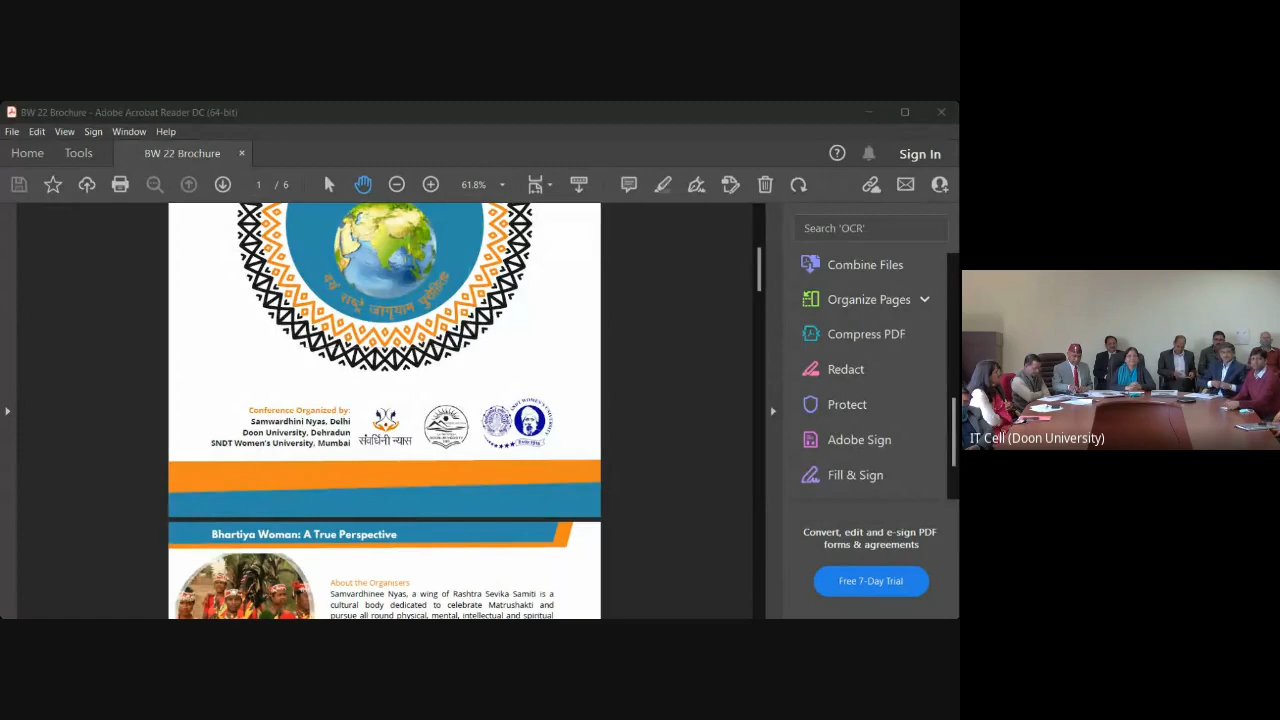 BW 22 Brochure - Adobe Acrobat Reader DC (64-bit)
File Edit View Sign Window Help
Home Tools BW 22 Brochure × Sign In
1 / 6 61.8%
Search 'OCR'
Combine Files
Organize Pages
Compress PDF
Redact
Protect
Adobe Sign
Fill & Sign
Convert, edit and e-sign PDF
forms & agreements
Free 7-Day Trial
वयं राष्ट्रे जागृयाम पुरोहिताः
Conference Organized by:
Samwardhini Nyas, Delhi
Doon University, Dehradun
SNDT Women's University, Mumbai
संवर्धिनी न्यास
Bhartiya Woman: A True Perspective
About the Organisers
Samvardhinee Nyas, a wing of Rashtra Sevika Samiti is a
cultural body dedicated to celebrate Matrushakti and
pursue all round physical, mental, intellectual and spiritual
IT Cell (Doon University)